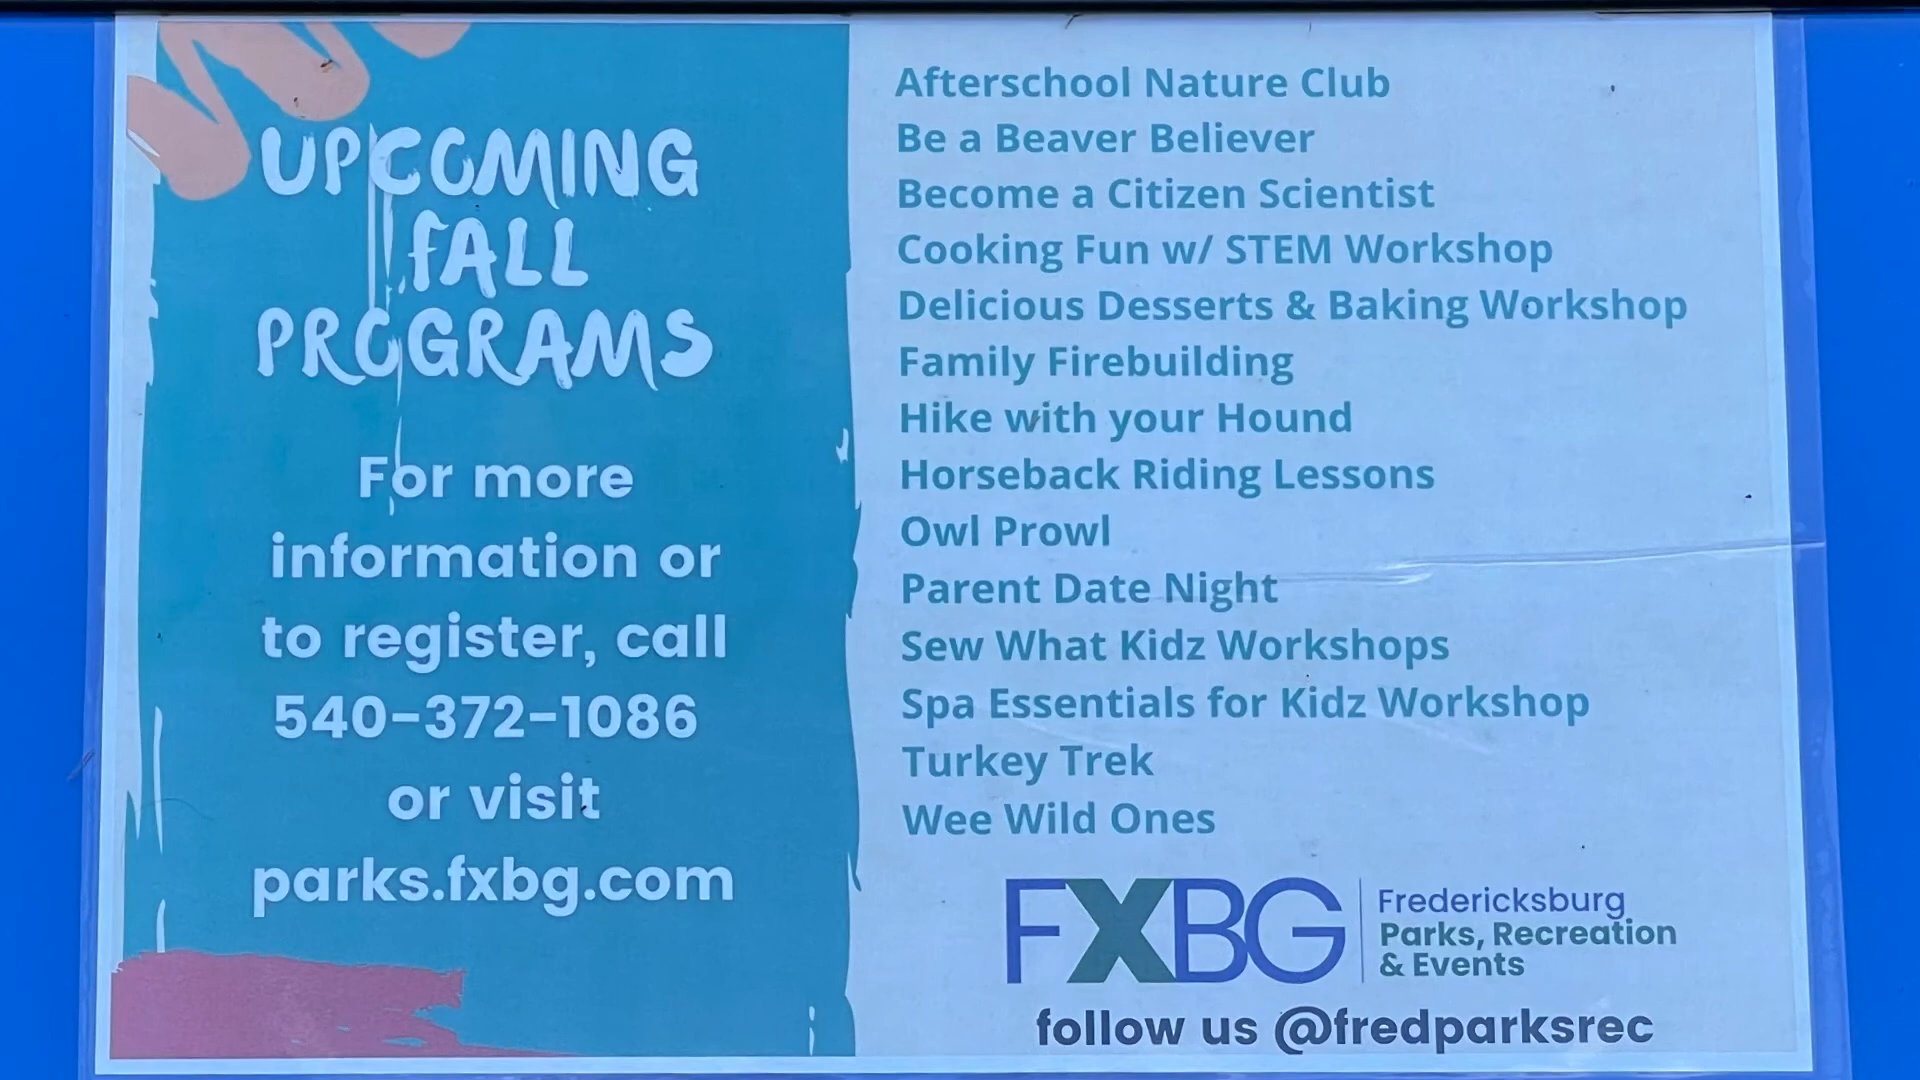 UPCOMING
FALL
PROGRAMS
For more
information or
to register, call
540-372-1086
or visit
parks.fxbg.com
Afterschool Nature Club
Be a Beaver Believer
Become a Citizen Scientist
Cooking Fun w/ STEM Workshop
Delicious Desserts & Baking Workshop
Family Firebuilding
Hike with your Hound
Horseback Riding Lessons
Owl Prowl
Parent Date Night
Sew What Kidz Workshops
Spa Essentials for Kidz Workshop
Turkey Trek
Wee Wild Ones
FXBG
Fredericksburg
Parks, Recreation
& Events
follow us @fredparksrec